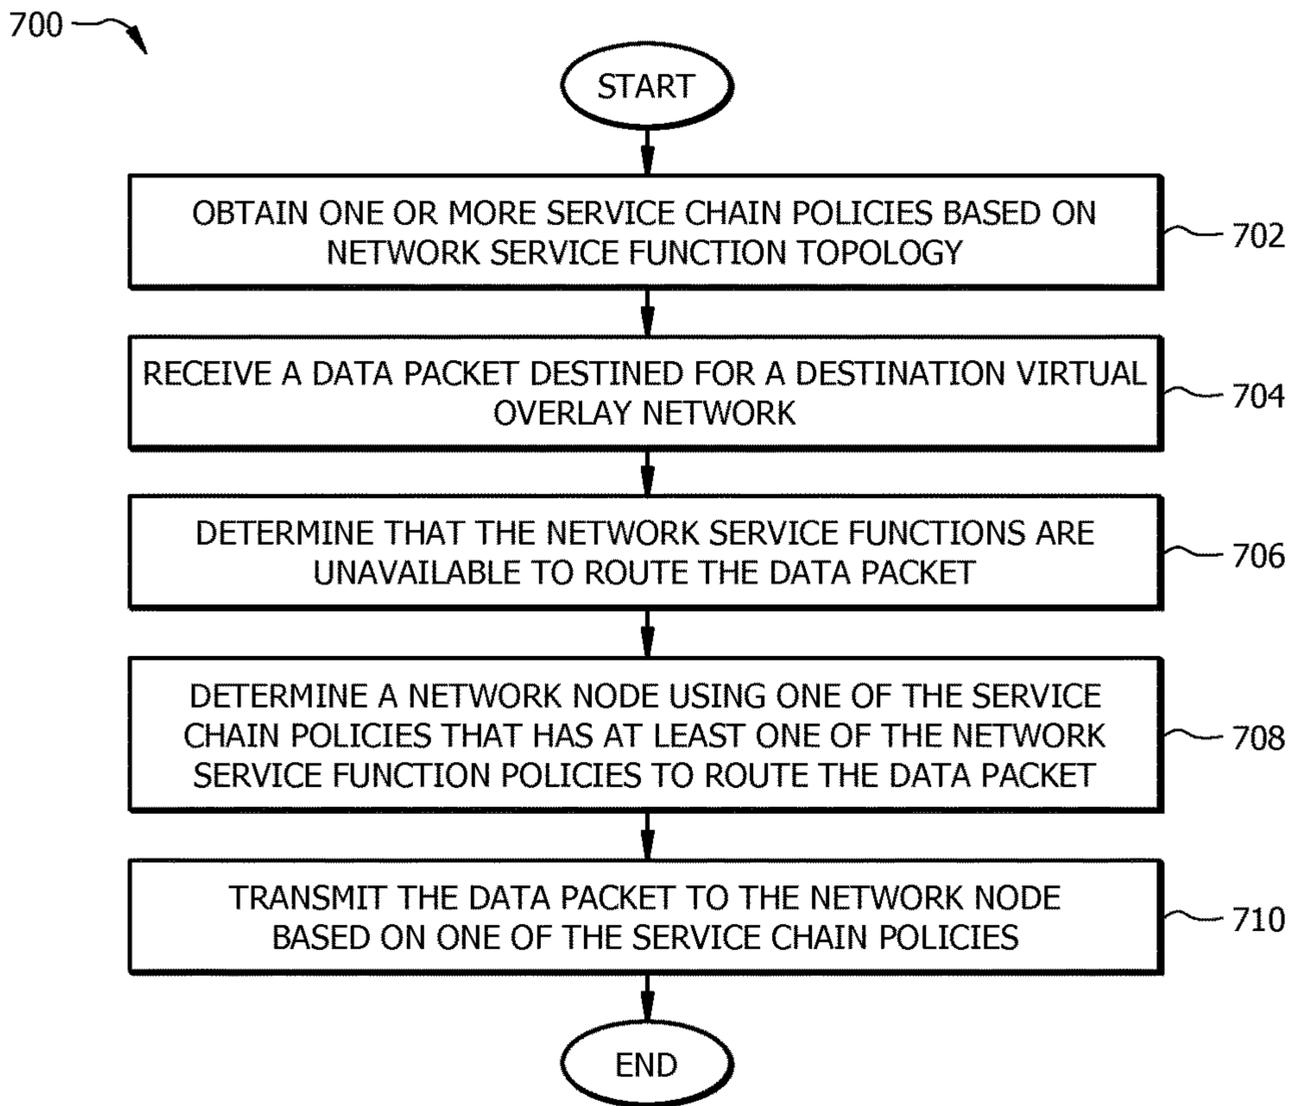 700
START
OBTAIN ONE OR MORE SERVICE CHAIN POLICIES BASED ON
NETWORK SERVICE FUNCTION TOPOLOGY
702
RECEIVE A DATA PACKET DESTINED FOR A DESTINATION VIRTUAL
OVERLAY NETWORK
704
DETERMINE THAT THE NETWORK SERVICE FUNCTIONS ARE
UNAVAILABLE TO ROUTE THE DATA PACKET
706
DETERMINE A NETWORK NODE USING ONE OF THE SERVICE
CHAIN POLICIES THAT HAS AT LEAST ONE OF THE NETWORK
SERVICE FUNCTION POLICIES TO ROUTE THE DATA PACKET
708
TRANSMIT THE DATA PACKET TO THE NETWORK NODE
BASED ON ONE OF THE SERVICE CHAIN POLICIES
710
END